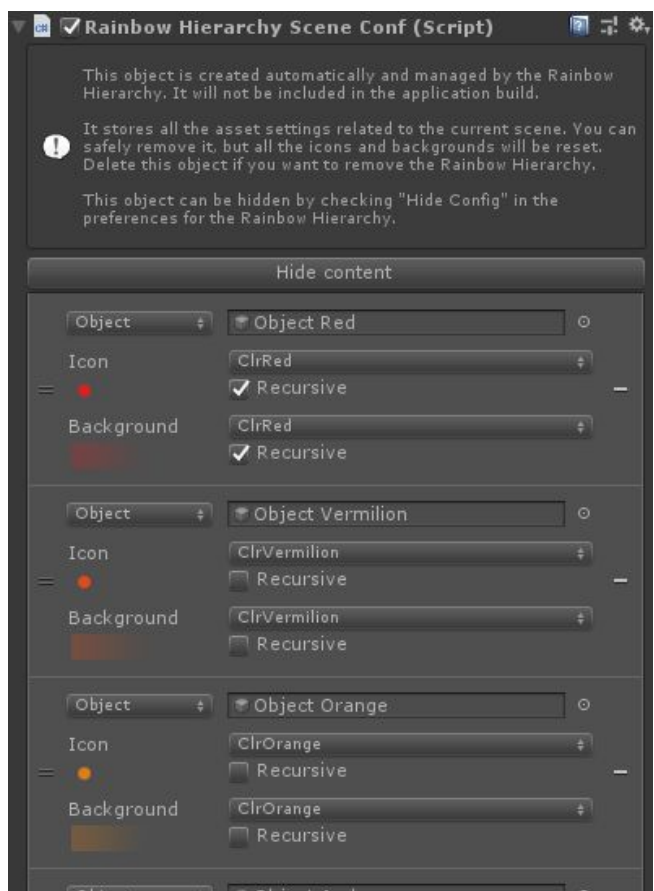 Rainbow Hierarchy Scene Conf (Script)
This object is created automatically and managed by the Rainbow
Hierarchy. It will not be included in the application build.
It stores all the asset settings related to the current scene. You can
safely remove it, but all the icons and backgrounds will be reset.
Delete this object if you want to remove the Rainbow Hierarchy.
This object can be hidden by checking "Hide Config" in the
preferences for the Rainbow Hierarchy.
Hide content
Object Object Red
Icon ClrRed
Recursive
Background ClrRed
Recursive
Object Object Vermilion
Icon ClrVermilion
Recursive
Background ClrVermilion
Recursive
Object Object Orange
Icon ClrOrange
Recursive
Background ClrOrange
Recursive